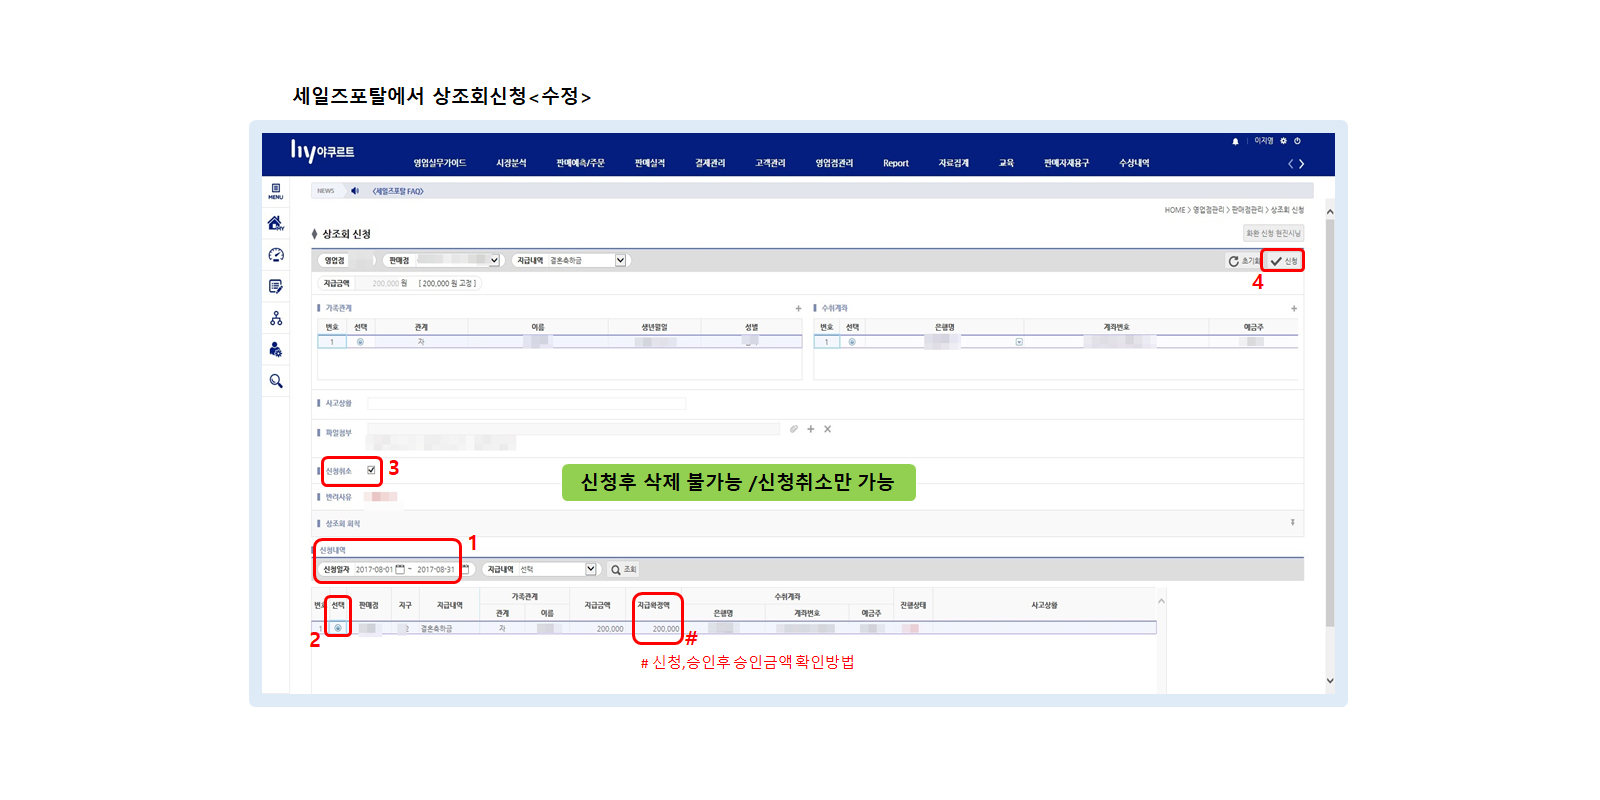 세일즈포탈에서 상조회신청<수정>
hy야쿠르트
이지영
영업실무가이드 시장분석 판매예측/주문 판매실적 결제관리 고객관리 영업점관리 Report 자료집계 교육 판매자재용구 수상내역
MENU
NEWS <세일즈포탈 FAQ>
MY
HOME > 영업점관리 > 판매점관리 > 상조회 신청
상조회 신청
화환 신청 현진시닝
영업점 판매점 지급내역 결혼축하금 초기화 신청
4
지급금액 200,000 원 [ 200,000 원 고정 ]
가족관계 + 수취계좌 +
번호 선택 관계 이름 생년월일 성별 번호 선택 은행명 계좌번호 예금주
1 자 1
사고상황
파일첨부
신청취소 3
신청후 삭제 불가능 /신청취소만 가능
반려사유
상조회 회칙
신청내역 1
신청일자 2017-08-01 ~ 2017-08-31 지급내역 선택 조회
번호 선택 판매점 지구 지급내역 가족관계 지급금액 지급확정액 수취계좌 진행상태 사고상황
관계 이름 은행명 계좌번호 예금주
1 2 결혼축하금 자 200,000 200,000
2 #
# 신청,승인후 승인금액 확인방법